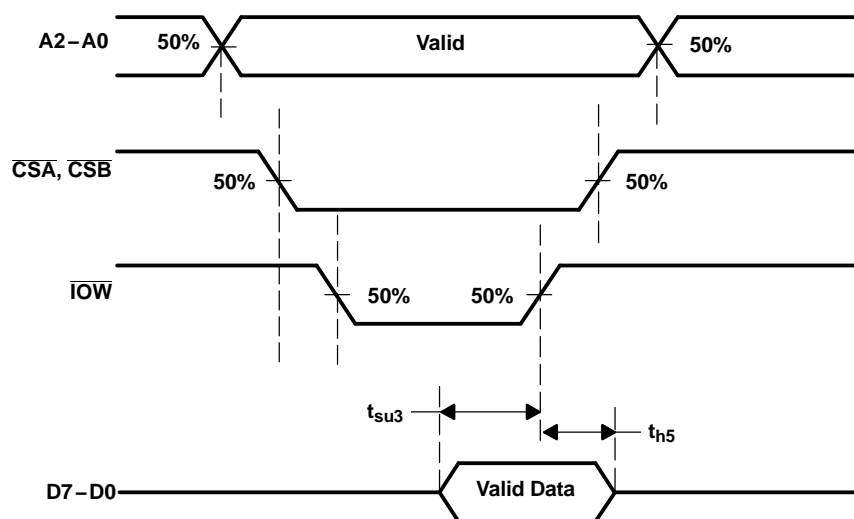 A2–A0 50% Valid 50%
CSA, CSB 50% 50%
IOW 50% 50%
tsu3
th5
D7–D0 Valid Data